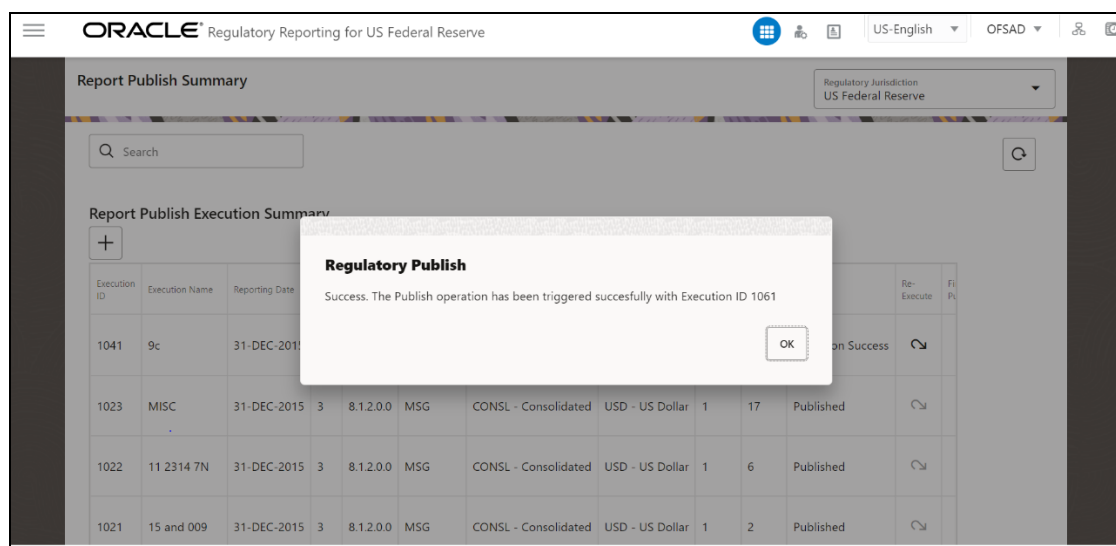 ORACLE® Regulatory Reporting for US Federal Reserve
US-English
OFSAD
Report Publish Summary
Regulatory Jurisdiction
US Federal Reserve
Search
Report Publish Execution Summary
Regulatory Publish
Success. The Publish operation has been triggered succesfully with Execution ID 1061
OK
Execution ID Execution Name Reporting Date Re-Execute
1041 9c 31-DEC-201 on Success
1023 MISC 31-DEC-2015 3 8.1.2.0.0 MSG CONSL - Consolidated USD - US Dollar 1 17 Published
1022 11 2314 7N 31-DEC-2015 3 8.1.2.0.0 MSG CONSL - Consolidated USD - US Dollar 1 6 Published
1021 15 and 009 31-DEC-2015 3 8.1.2.0.0 MSG CONSL - Consolidated USD - US Dollar 1 2 Published